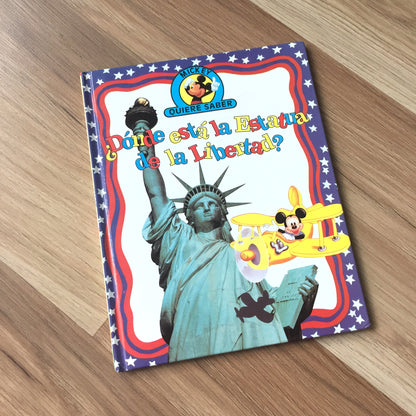 MICKEY
QUIERE SABER
¿Dónde está la Estatua
de la Libertad?